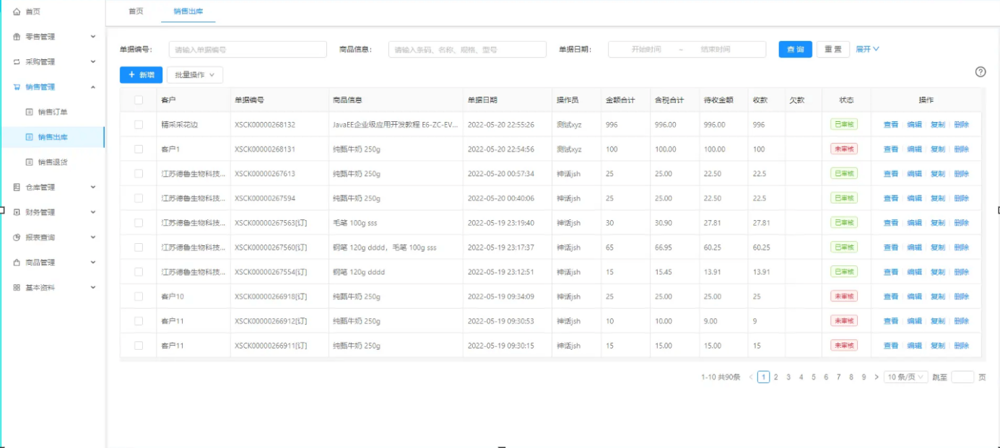 首页
零售管理
采购管理
销售管理
销售订单
销售出库
销售退货
仓库管理
财务管理
报表查询
商品管理
基本资料
首页 销售出库
单据编号： 请输入单据编号 商品信息： 请输入条码、名称、规格、型号 单据日期： 开始时间 ~ 结束时间 查 询 重 置 展开
+ 新增 批量操作
客户 单据编号 商品信息 单据日期 操作员 金额合计 含税合计 待收金额 收款 欠款 状态 操作
精采采花边 XSCK00000268132 JavaEE企业级应用开发教程 E6-ZC-EV... 2022-05-20 22:55:26 测试xyz 996 996.00 996.00 996 已审核 查看 编辑 复制 删除
客户1 XSCK00000268131 纯甄牛奶 250g 2022-05-20 22:54:56 测试xyz 100 100.00 100.00 100 未审核 查看 编辑 复制 删除
江苏德鲁生物科技... XSCK00000267613 纯甄牛奶 250g 2022-05-20 00:57:34 神话jsh 25 25.00 22.50 22.5 已审核 查看 编辑 复制 删除
江苏德鲁生物科技... XSCK00000267594 纯甄牛奶 250g 2022-05-20 00:40:06 神话jsh 25 25.00 22.50 22.5 已审核 查看 编辑 复制 删除
江苏德鲁生物科技... XSCK00000267563[订] 毛笔 100g sss 2022-05-19 23:19:40 神话jsh 30 30.90 27.81 27.81 已审核 查看 编辑 复制 删除
江苏德鲁生物科技... XSCK00000267560[订] 钢笔 120g dddd，毛笔 100g sss 2022-05-19 23:17:37 神话jsh 65 66.95 60.25 60.25 已审核 查看 编辑 复制 删除
江苏德鲁生物科技... XSCK00000267554[订] 钢笔 120g dddd 2022-05-19 23:12:51 神话jsh 15 15.45 13.91 13.91 已审核 查看 编辑 复制 删除
客户10 XSCK00000266918[订] 纯甄牛奶 250g 2022-05-19 09:34:09 神话jsh 25 25.00 25.00 25 未审核 查看 编辑 复制 删除
客户11 XSCK00000266912[订] 纯甄牛奶 250g 2022-05-19 09:30:53 神话jsh 10 10.00 9.00 9 未审核 查看 编辑 复制 删除
客户11 XSCK00000266911[订] 纯甄牛奶 250g 2022-05-19 09:30:15 神话jsh 15 15.00 15.00 15 未审核 查看 编辑 复制 删除
1-10 共90条 < 1 2 3 4 5 6 7 8 9 > 10 条/页 跳至 页